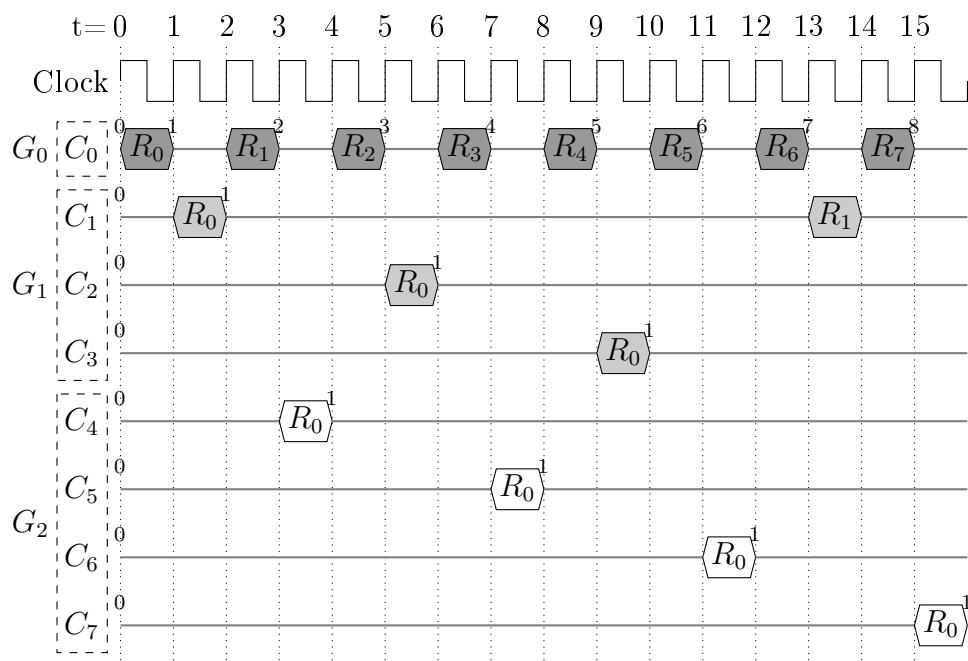 t= 0 1 2 3 4 5 6 7 8 9 10 11 12 13 14 15
Clock
0 1 2 3 4 5 6 7 8
G₀ C₀ R₀ R₁ R₂ R₃ R₄ R₅ R₆ R₇
0 1
C₁ R₀ R₁
0 1
G₁ C₂ R₀
0 1
C₃ R₀
0 1
C₄ R₀
0 1
C₅ R₀
G₂
0 1
C₆ R₀
0 1
C₇ R₀